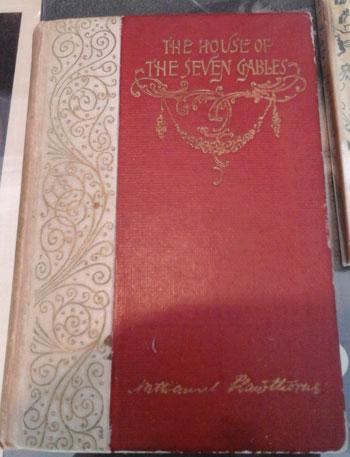 THE HOUSE OF
THE SEVEN GABLES
Nathaniel Hawthorne